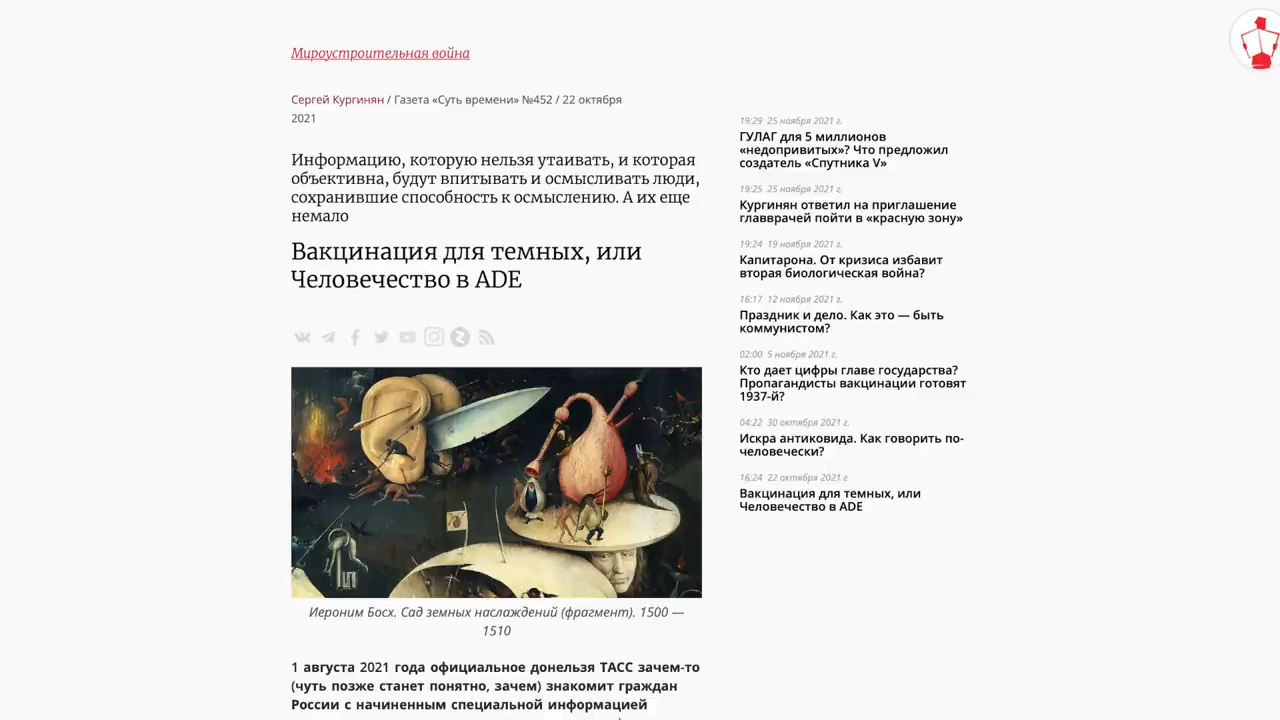 Мироустроительная война
Сергей Кургинян / Газета «Суть времени» №452 / 22 октября
2021
Информацию, которую нельзя утаивать, и которая
объективна, будут впитывать и осмысливать люди,
сохранившие способность к осмыслению. А их еще
немало
Вакцинация для темных, или
Человечество в ADE
Иероним Босх. Сад земных наслаждений (фрагмент). 1500 —
1510
1 августа 2021 года официальное донельзя ТАСС зачем-то
(чуть позже станет понятно, зачем) знакомит граждан
России с начиненным специальной информацией
19:29 25 ноября 2021 г.
ГУЛАГ для 5 миллионов
«недопривитых»? Что предложил
создатель «Спутника V»
19:25 25 ноября 2021 г.
Кургинян ответил на приглашение
главврачей пойти в «красную зону»
19:24 19 ноября 2021 г.
Капитарона. От кризиса избавит
вторая биологическая война?
16:17 12 ноября 2021 г.
Праздник и дело. Как это — быть
коммунистом?
02:00 5 ноября 2021 г.
Кто дает цифры главе государства?
Пропагандисты вакцинации готовят
1937-й?
04:22 30 октября 2021 г.
Искра антиковида. Как говорить по-
человечески?
16:24 22 октября 2021 г.
Вакцинация для темных, или
Человечество в ADE